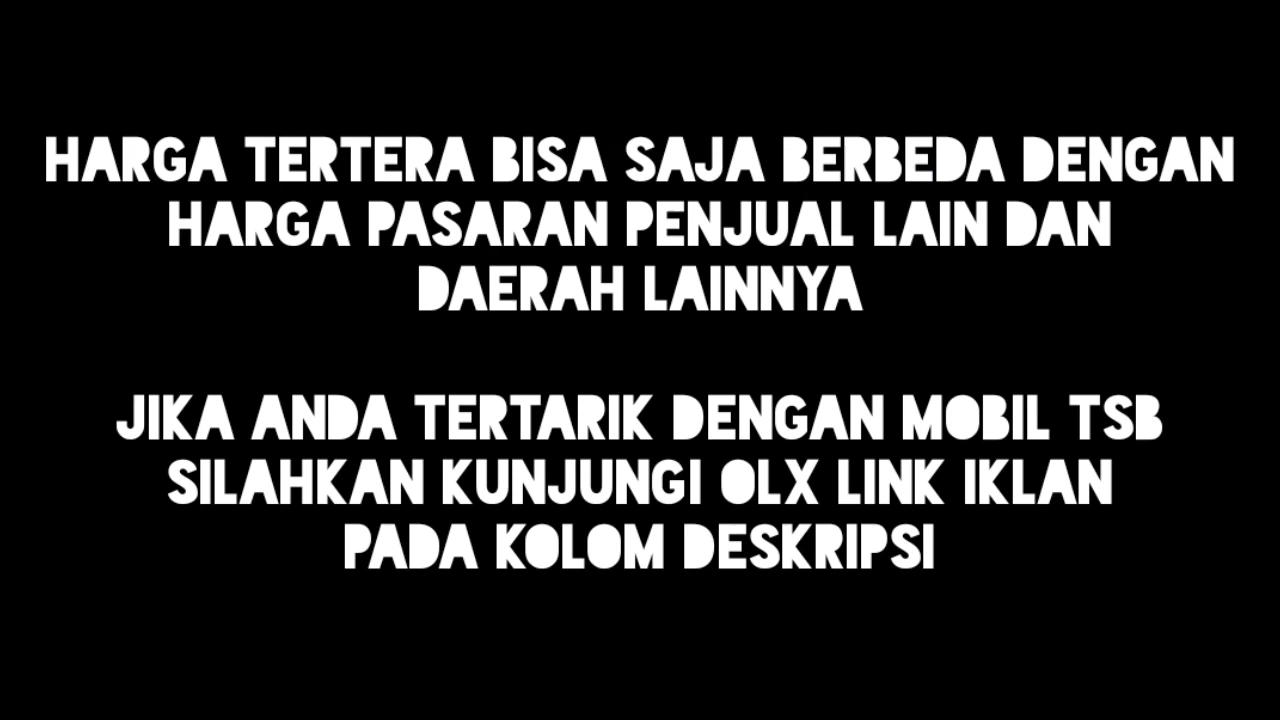 HARGA TERTERA BISA SAJA BERBEDA DENGAN
HARGA PASARAN PENJUAL LAIN DAN
DAERAH LAINNYA
JIKA ANDA TERTARIK DENGAN MOBIL TSB
SILAHKAN KUNJUNGI OLX LINK IKLAN
PADA KOLOM DESKRIPSI